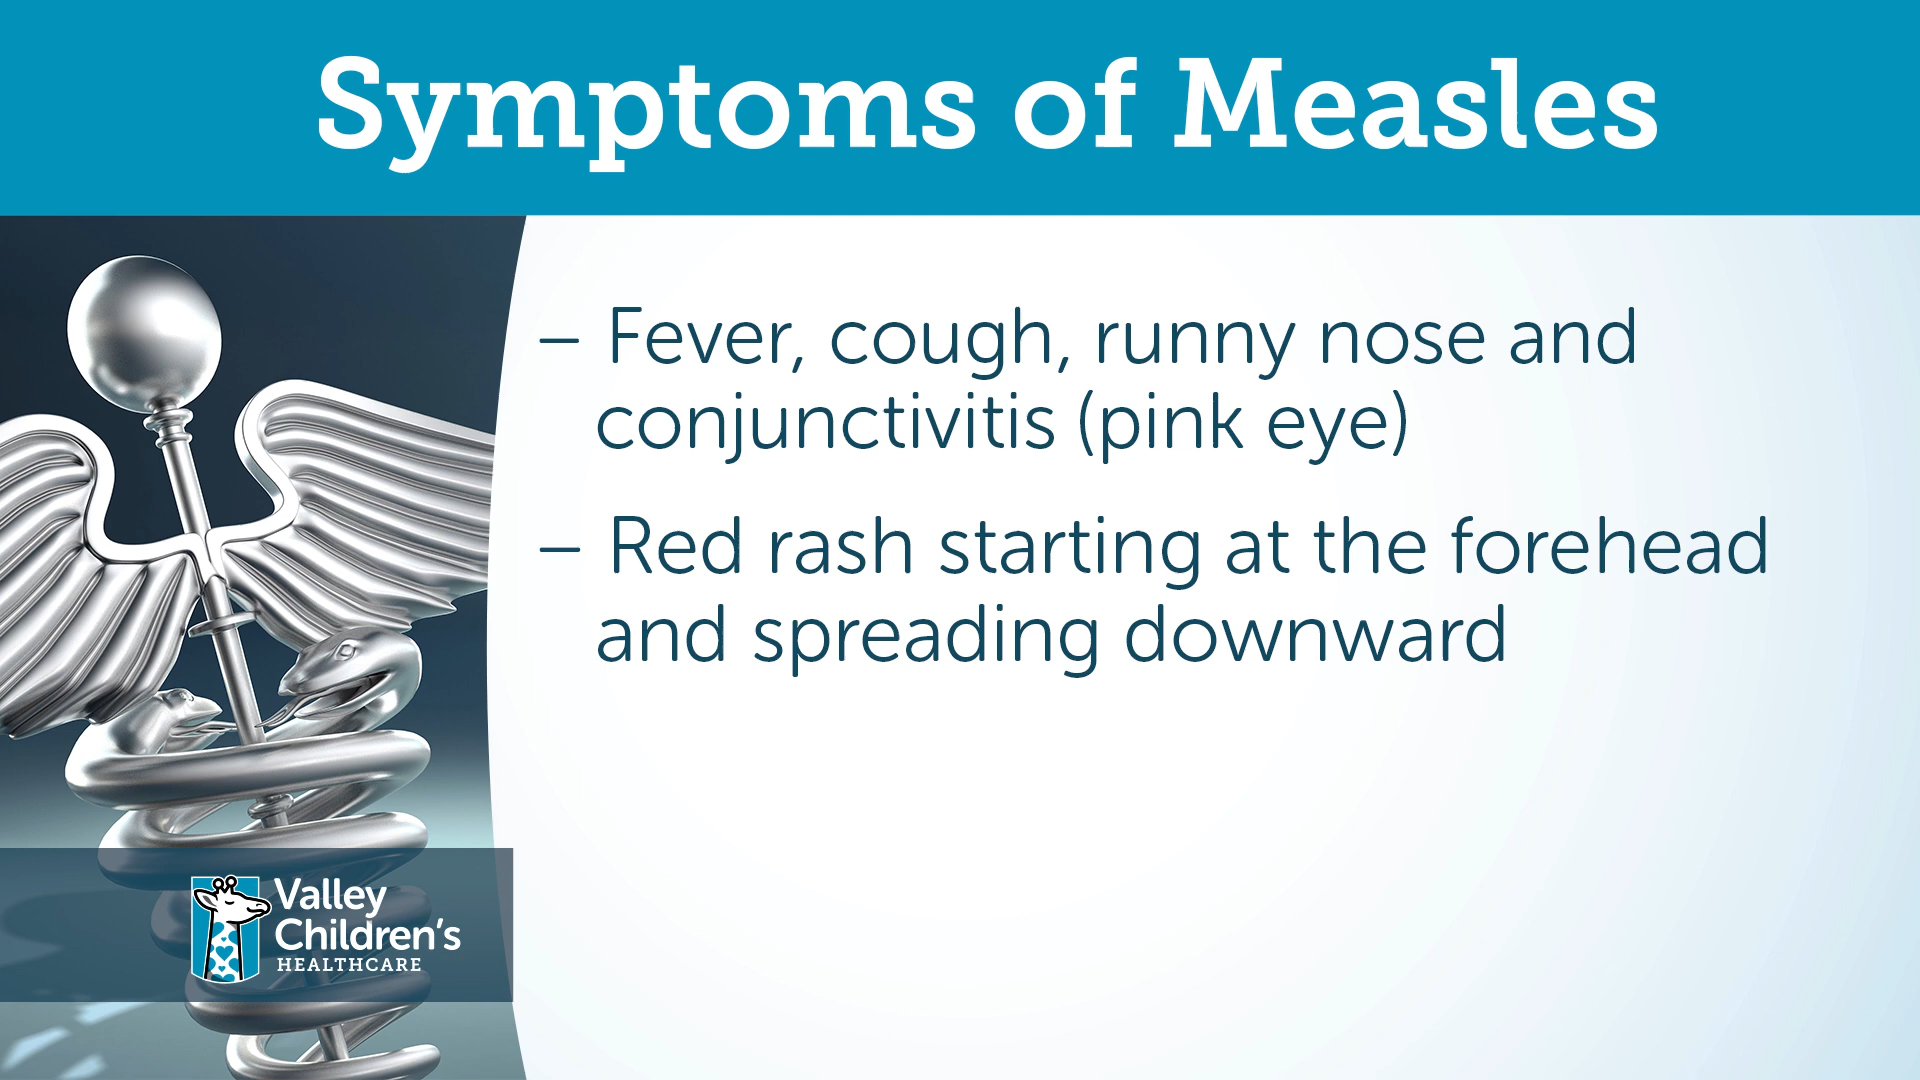 Symptoms of Measles
– Fever, cough, runny nose and
conjunctivitis (pink eye)
– Red rash starting at the forehead
and spreading downward
Valley
Children's
HEALTHCARE